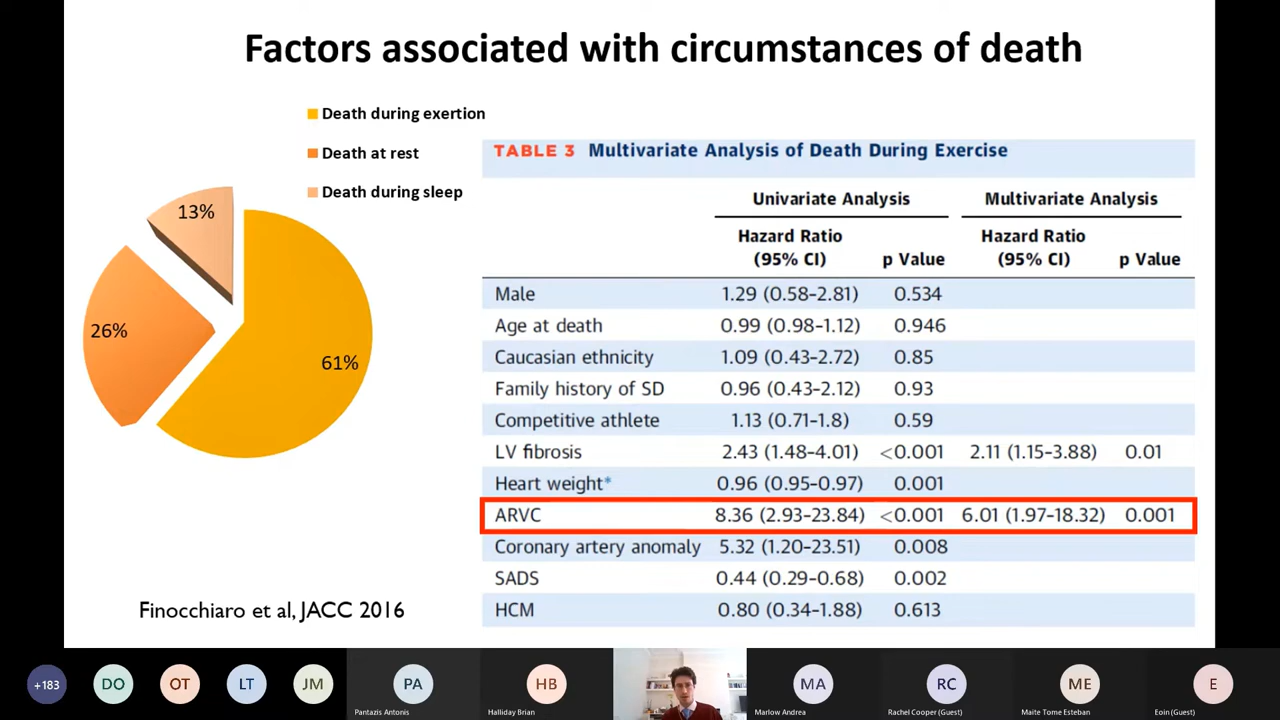 Factors associated with circumstances of death
Death during exertion
Death at rest
Death during sleep
13%
26%
61%
TABLE 3 Multivariate Analysis of Death During Exercise
Univariate Analysis Multivariate Analysis
Hazard Ratio (95% CI) p Value Hazard Ratio (95% CI) p Value
Male 1.29 (0.58–2.81) 0.534
Age at death 0.99 (0.98–1.12) 0.946
Caucasian ethnicity 1.09 (0.43–2.72) 0.85
Family history of SD 0.96 (0.43–2.12) 0.93
Competitive athlete 1.13 (0.71–1.8) 0.59
LV fibrosis 2.43 (1.48–4.01) <0.001 2.11 (1.15–3.88) 0.01
Heart weight* 0.96 (0.95–0.97) 0.001
ARVC 8.36 (2.93–23.84) <0.001 6.01 (1.97–18.32) 0.001
Coronary artery anomaly 5.32 (1.20–23.51) 0.008
SADS 0.44 (0.29–0.68) 0.002
HCM 0.80 (0.34–1.88) 0.613
Finocchiaro et al, JACC 2016
+183 DO OT LT JM PA HB MA RC ME E
Pantazis Antonis Halliday Brian Marlow Andrea Rachel Cooper (Guest) Maite Tome Esteban Eoin (Guest)